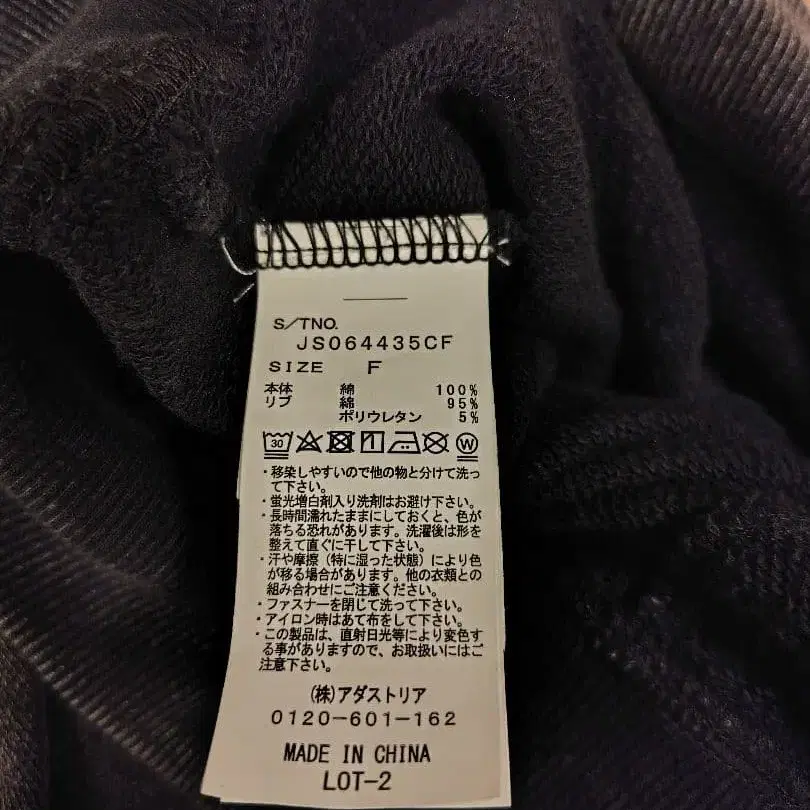 S/TNO.
JS064435CF
SIZE F
本体 綿 100%
リブ 綿 95%
ポリウレタン 5%
30 W
・移染しやすいので他の物と分けて洗っ
て下さい。
・蛍光増白剤入り洗剤はお避け下さい。
・長時間濡れたままにしておくと、色が
落ちる恐れがあります。洗濯後は形を
整えて直ぐに干して下さい。
・汗や摩擦（特に湿った状態）により色
が移る場合があります。他の衣類との
組み合わせにご注意ください。
・ファスナーを閉じて洗って下さい。
・アイロン時はあて布をして下さい。
・この製品は、直射日光等により変色す
る事がありますので、お取扱いにはご
注意下さい。
(株)アダストリア
0120-601-162
MADE IN CHINA
LOT-2